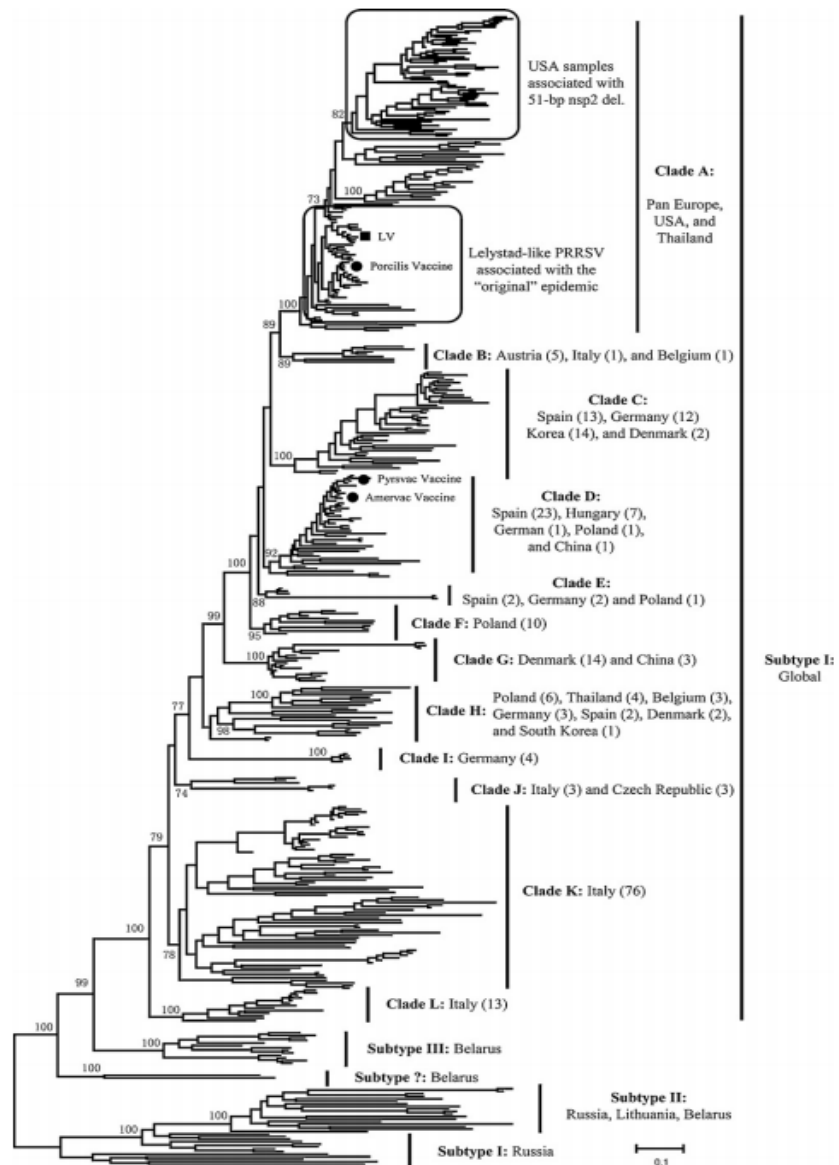 USA samples
associated with
51-bp nsp2 del.
82
Clade A:
100
Pan Europe,
USA, and
Thailand
73
LV
Lelystad-like PRRSV
associated with the
"original" epidemic
Porcilis Vaccine
100
89
89
Clade B: Austria (5), Italy (1), and Belgium (1)
Clade C:
Spain (13), Germany (12)
Korea (14), and Denmark (2)
100
Pyrsvac Vaccine
Amervac Vaccine
Clade D:
Spain (23), Hungary (7),
German (1), Poland (1),
and China (1)
92
100
Clade E:
Spain (2), Germany (2) and Poland (1)
88
99
95
Clade F: Poland (10)
100
Clade G: Denmark (14) and China (3)
Subtype I:
Global
77
100
98
Clade H:
Poland (6), Thailand (4), Belgium (3),
Germany (3), Spain (2), Denmark (2),
and South Korea (1)
100
Clade I: Germany (4)
74
Clade J: Italy (3) and Czech Republic (3)
79
Clade K: Italy (76)
78
100
99
100
Clade L: Italy (13)
100
100
Subtype III: Belarus
100
Subtype ?: Belarus
Subtype II:
Russia, Lithuania, Belarus
100
100
Subtype I: Russia
0.1